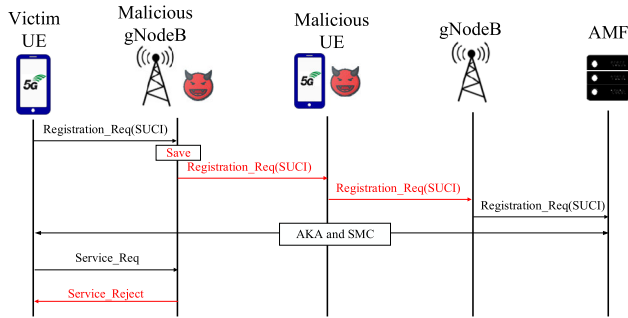 Victim
UE
Malicious
gNodeB
Malicious
UE
gNodeB
AMF
5G
5G
Registration_Req(SUCI)
Save
Registration_Req(SUCI)
Registration_Req(SUCI)
Registration_Req(SUCI)
AKA and SMC
Service_Req
Service_Reject